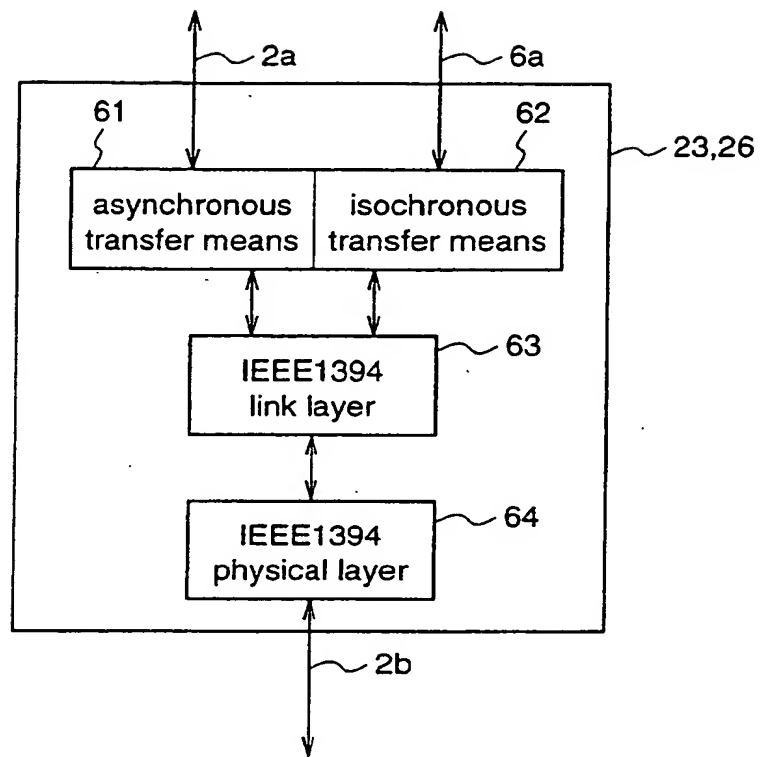 2a
6a
61
62
23,26
asynchronous
transfer means
isochronous
transfer means
63
IEEE1394
link layer
64
IEEE1394
physical layer
2b